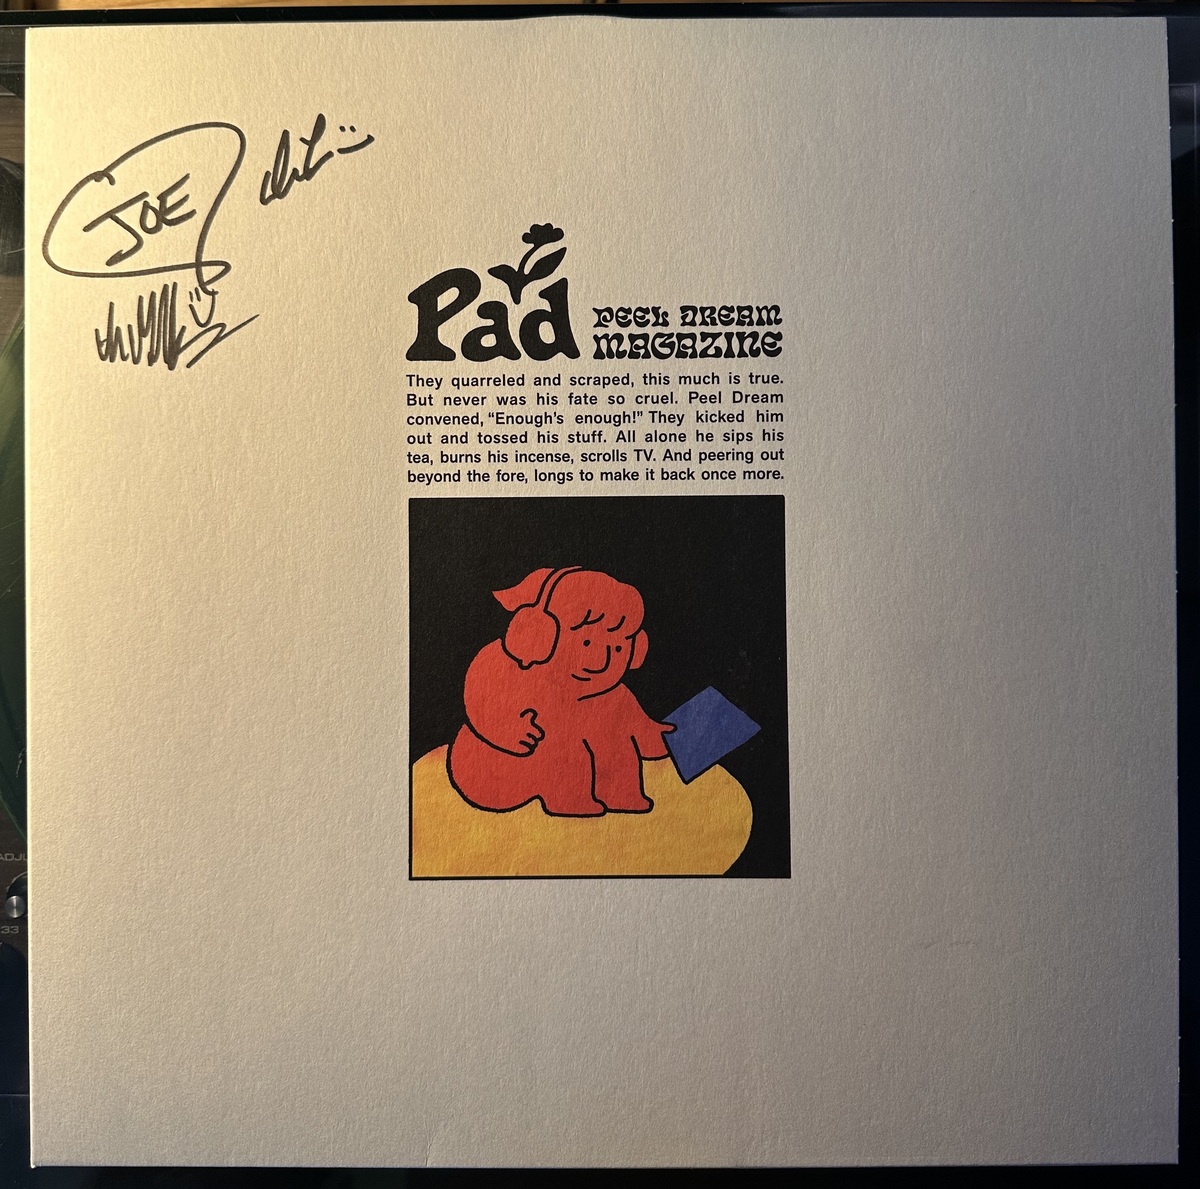 JOE
Pad
PEEL DREAM
MAGAZINE
They quarreled and scraped, this much is true.
But never was his fate so cruel. Peel Dream
convened, “Enough’s enough!” They kicked him
out and tossed his stuff. All alone he sips his
tea, burns his incense, scrolls TV. And peering out
beyond the fore, longs to make it back once more.
33